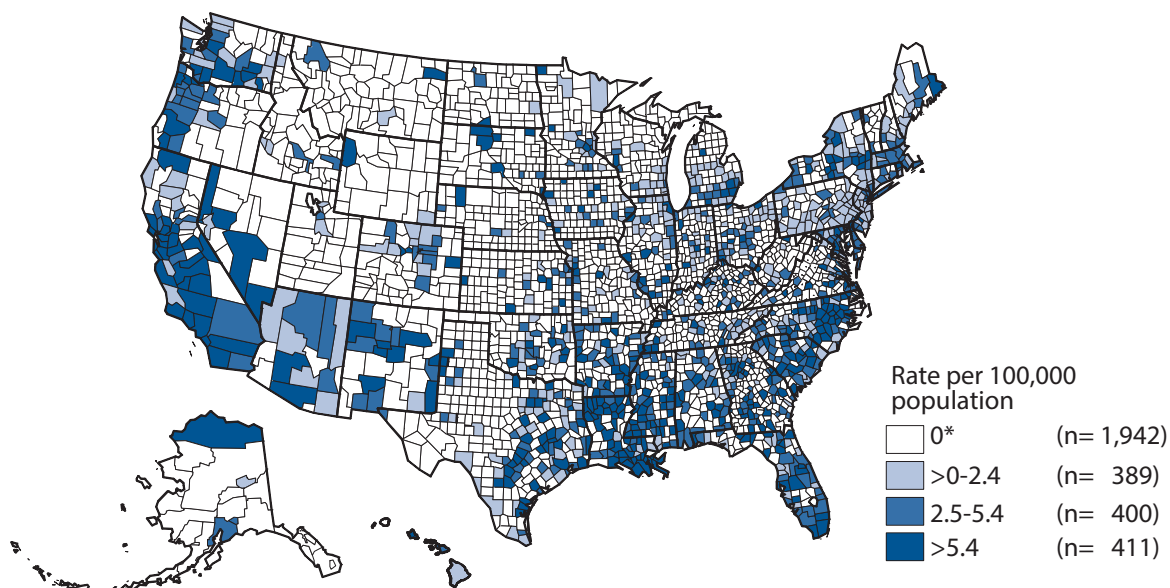 Rate per 100,000
population
0* (n= 1,942)
>0-2.4 (n= 389)
2.5-5.4 (n= 400)
>5.4 (n= 411)